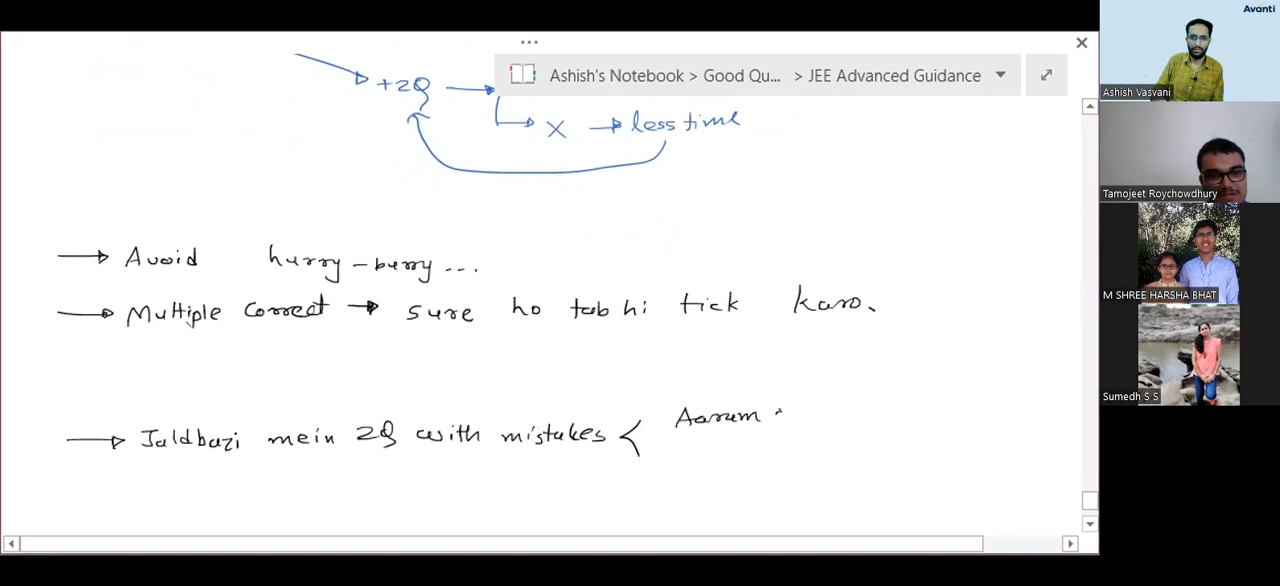 Avanti
Ashish's Notebook > Good Qu... > JEE Advanced Guidance
+2Q
X → less time
Ashish Vasvani
Tamojeet Roychowdhury
→ Avoid hurry-berry...
→ Multiple correct → sure ho tab hi tick karo.
M SHREE HARSHA BHAT
Sumedh S S
→ Jaldbazi mein 2Q with mistakes < Aaram